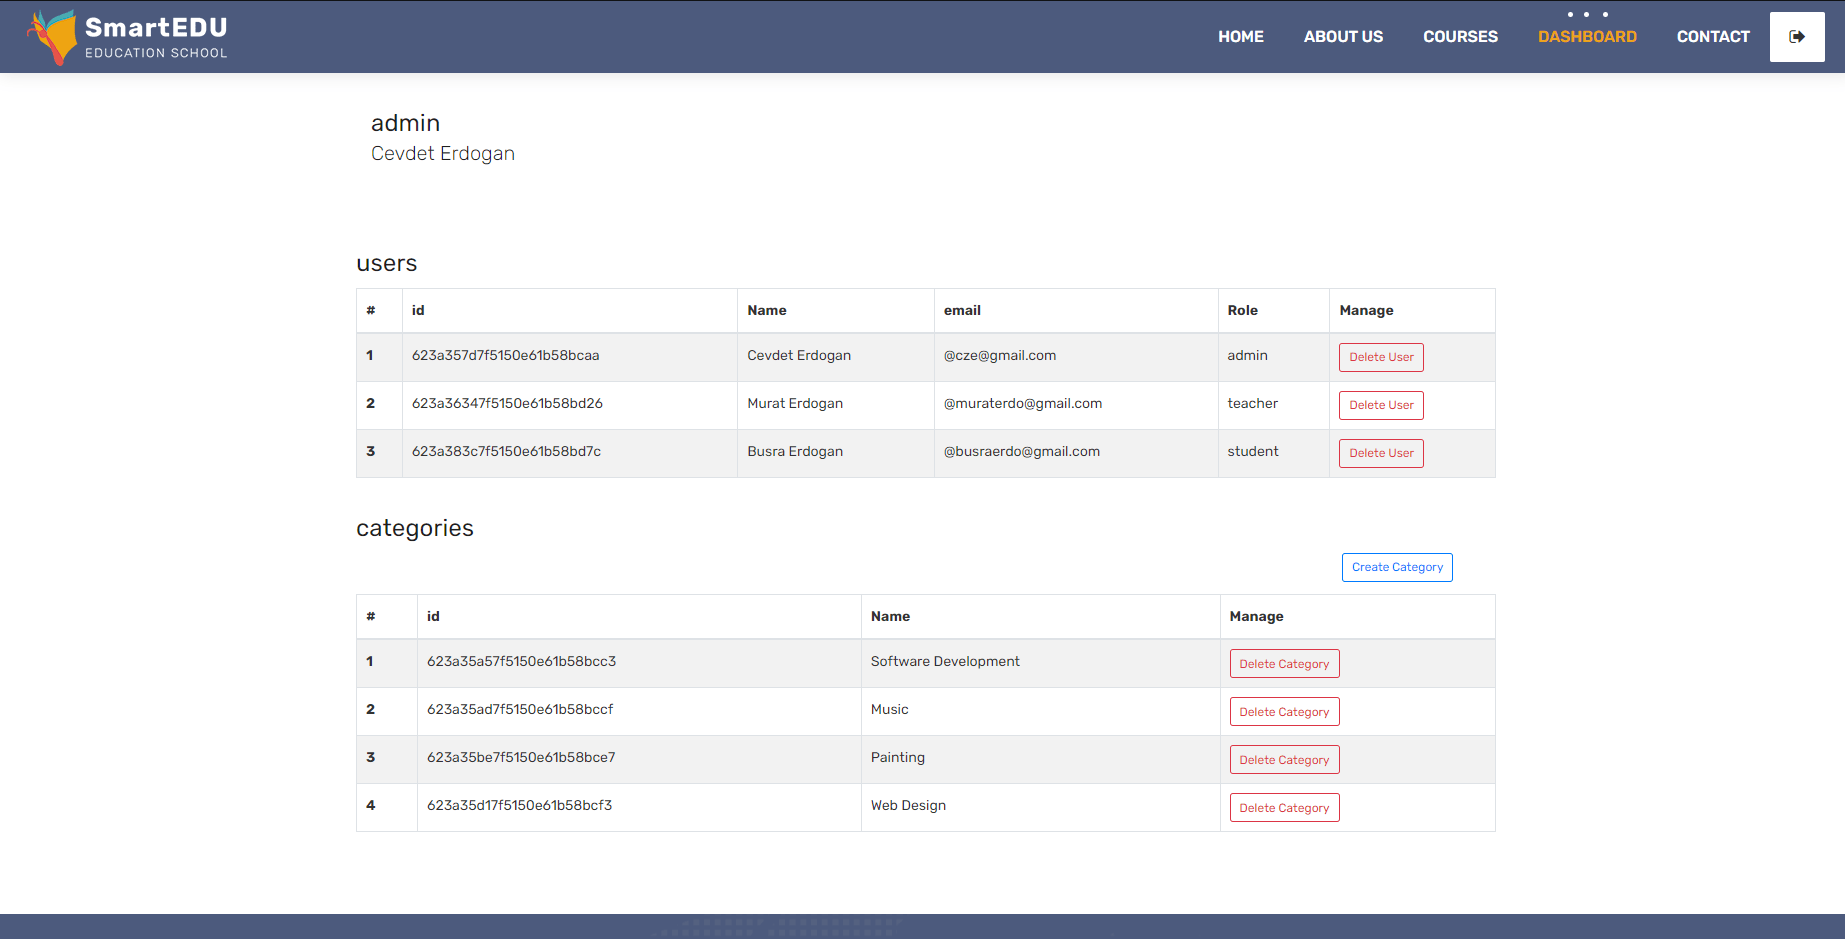 SmartEDU
EDUCATION SCHOOL
HOME ABOUT US COURSES DASHBOARD CONTACT
admin
Cevdet Erdogan
users
# id Name email Role Manage
1 623a357d7f5150e61b58bcaa Cevdet Erdogan @cze@gmail.com admin Delete User
2 623a36347f5150e61b58bd26 Murat Erdogan @muraterdo@gmail.com teacher Delete User
3 623a383c7f5150e61b58bd7c Busra Erdogan @busraerdo@gmail.com student Delete User
categories
Create Category
# id Name Manage
1 623a35a57f5150e61b58bcc3 Software Development Delete Category
2 623a35ad7f5150e61b58bccf Music Delete Category
3 623a35be7f5150e61b58bce7 Painting Delete Category
4 623a35d17f5150e61b58bcf3 Web Design Delete Category